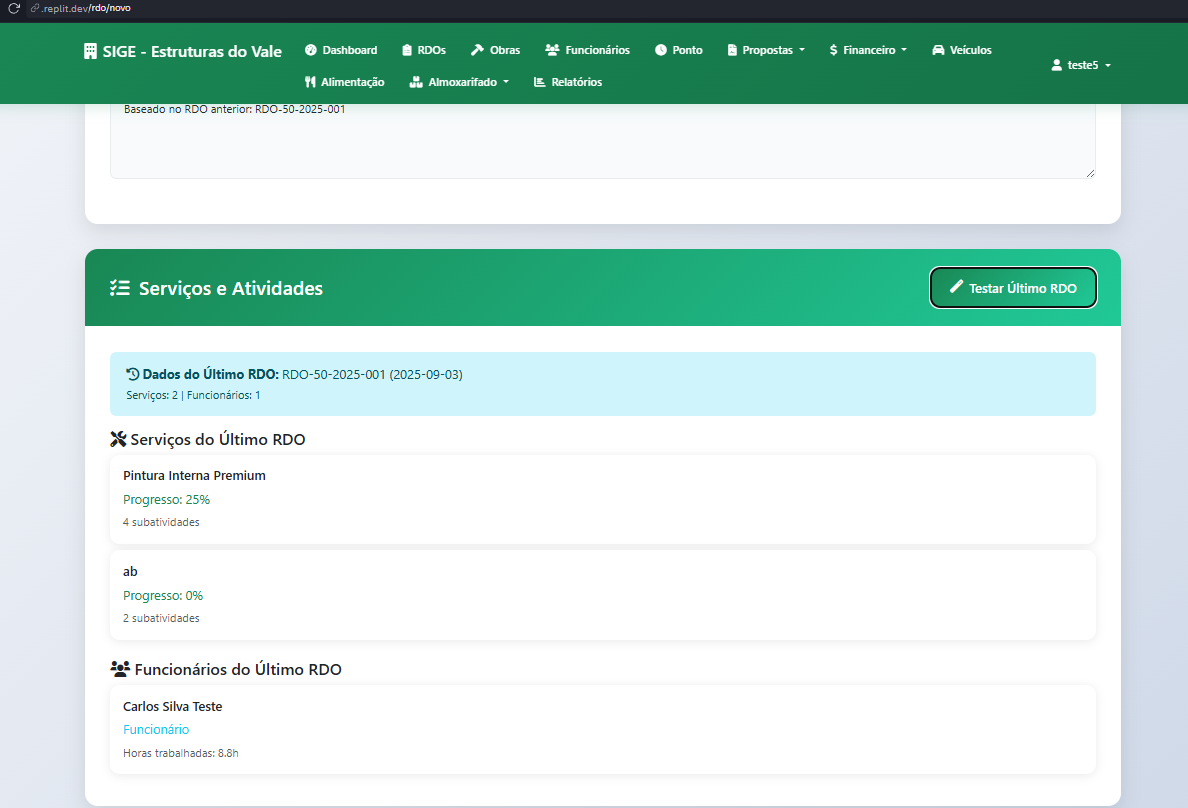 .replit.dev/rdo/novo
SIGE - Estruturas do Vale
Dashboard
RDOs
Obras
Funcionários
Ponto
Propostas
$ Financeiro
Veículos
Alimentação
Almoxarifado
Relatórios
teste5
Baseado no RDO anterior: RDO-50-2025-001
Serviços e Atividades
Testar Último RDO
Dados do Último RDO: RDO-50-2025-001 (2025-09-03)
Serviços: 2 | Funcionários: 1
Serviços do Último RDO
Pintura Interna Premium
Progresso: 25%
4 subatividades
ab
Progresso: 0%
2 subatividades
Funcionários do Último RDO
Carlos Silva Teste
Funcionário
Horas trabalhadas: 8.8h